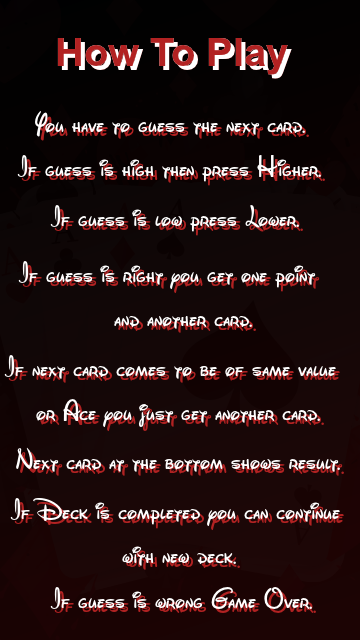 How To Play
You have to guess the next card.
If guess is high then press Higher.
If guess is low press Lower.
If guess is right you get one point
and another card.
If next card comes to be of same value
or Ace you just get another card.
Next card at the bottom shows result.
If Deck is completed you can continue
with new deck.
If guess is wrong Game Over.